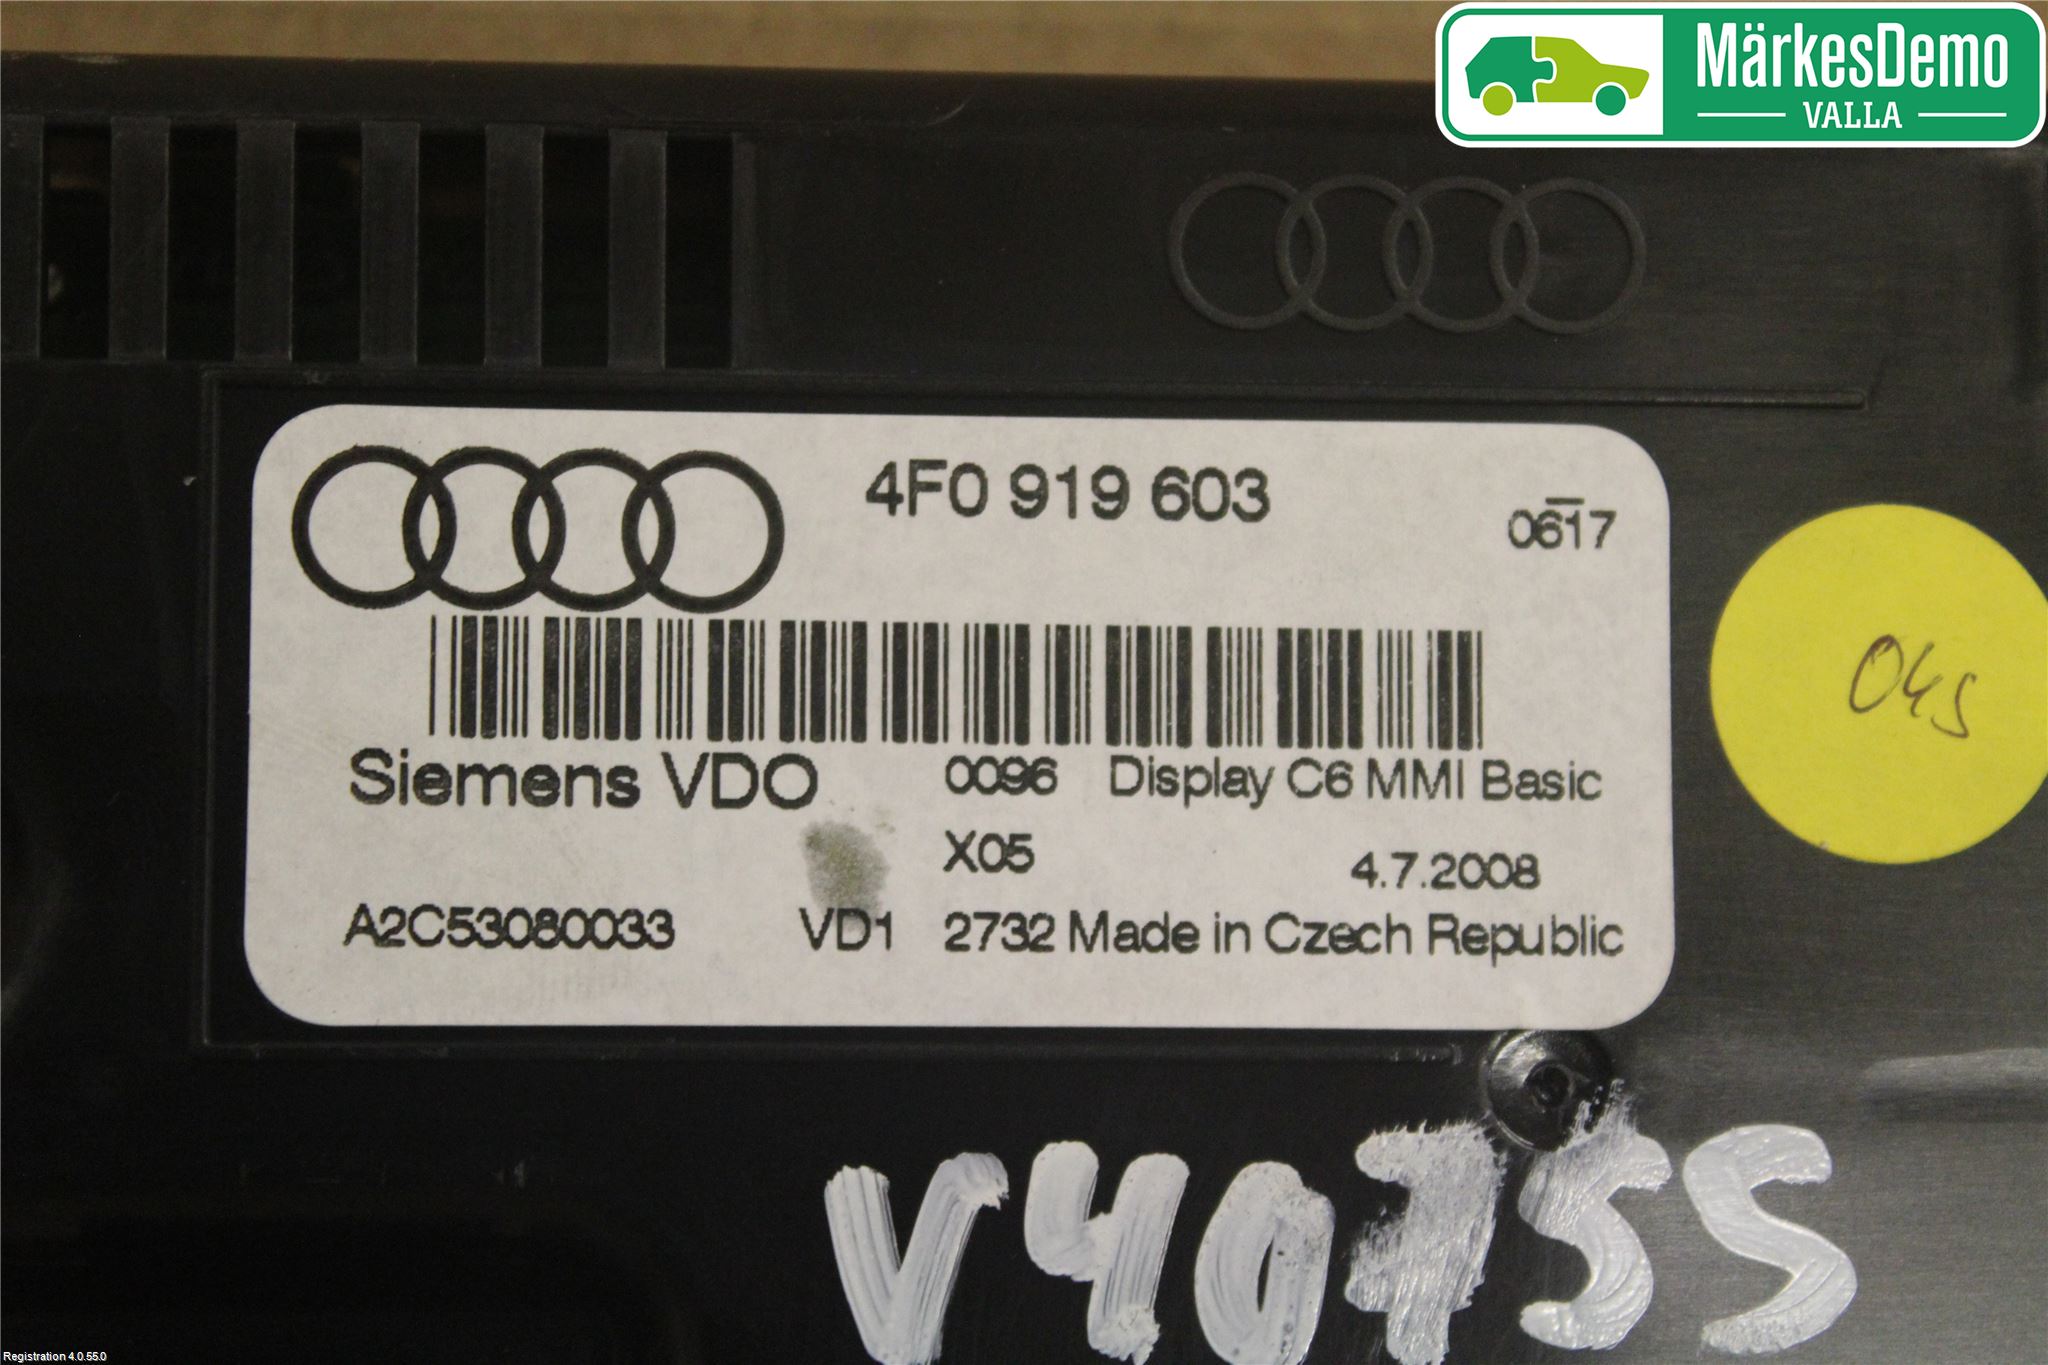 MärkesDemo
VALLA
4F0 919 603
0617
04S
Siemens VDO 0096 Display C6 MMI Basic
X05 4.7.2008
A2C53080033 VD1 2732 Made in Czech Republic
V40755
Registration 4.0.55.0